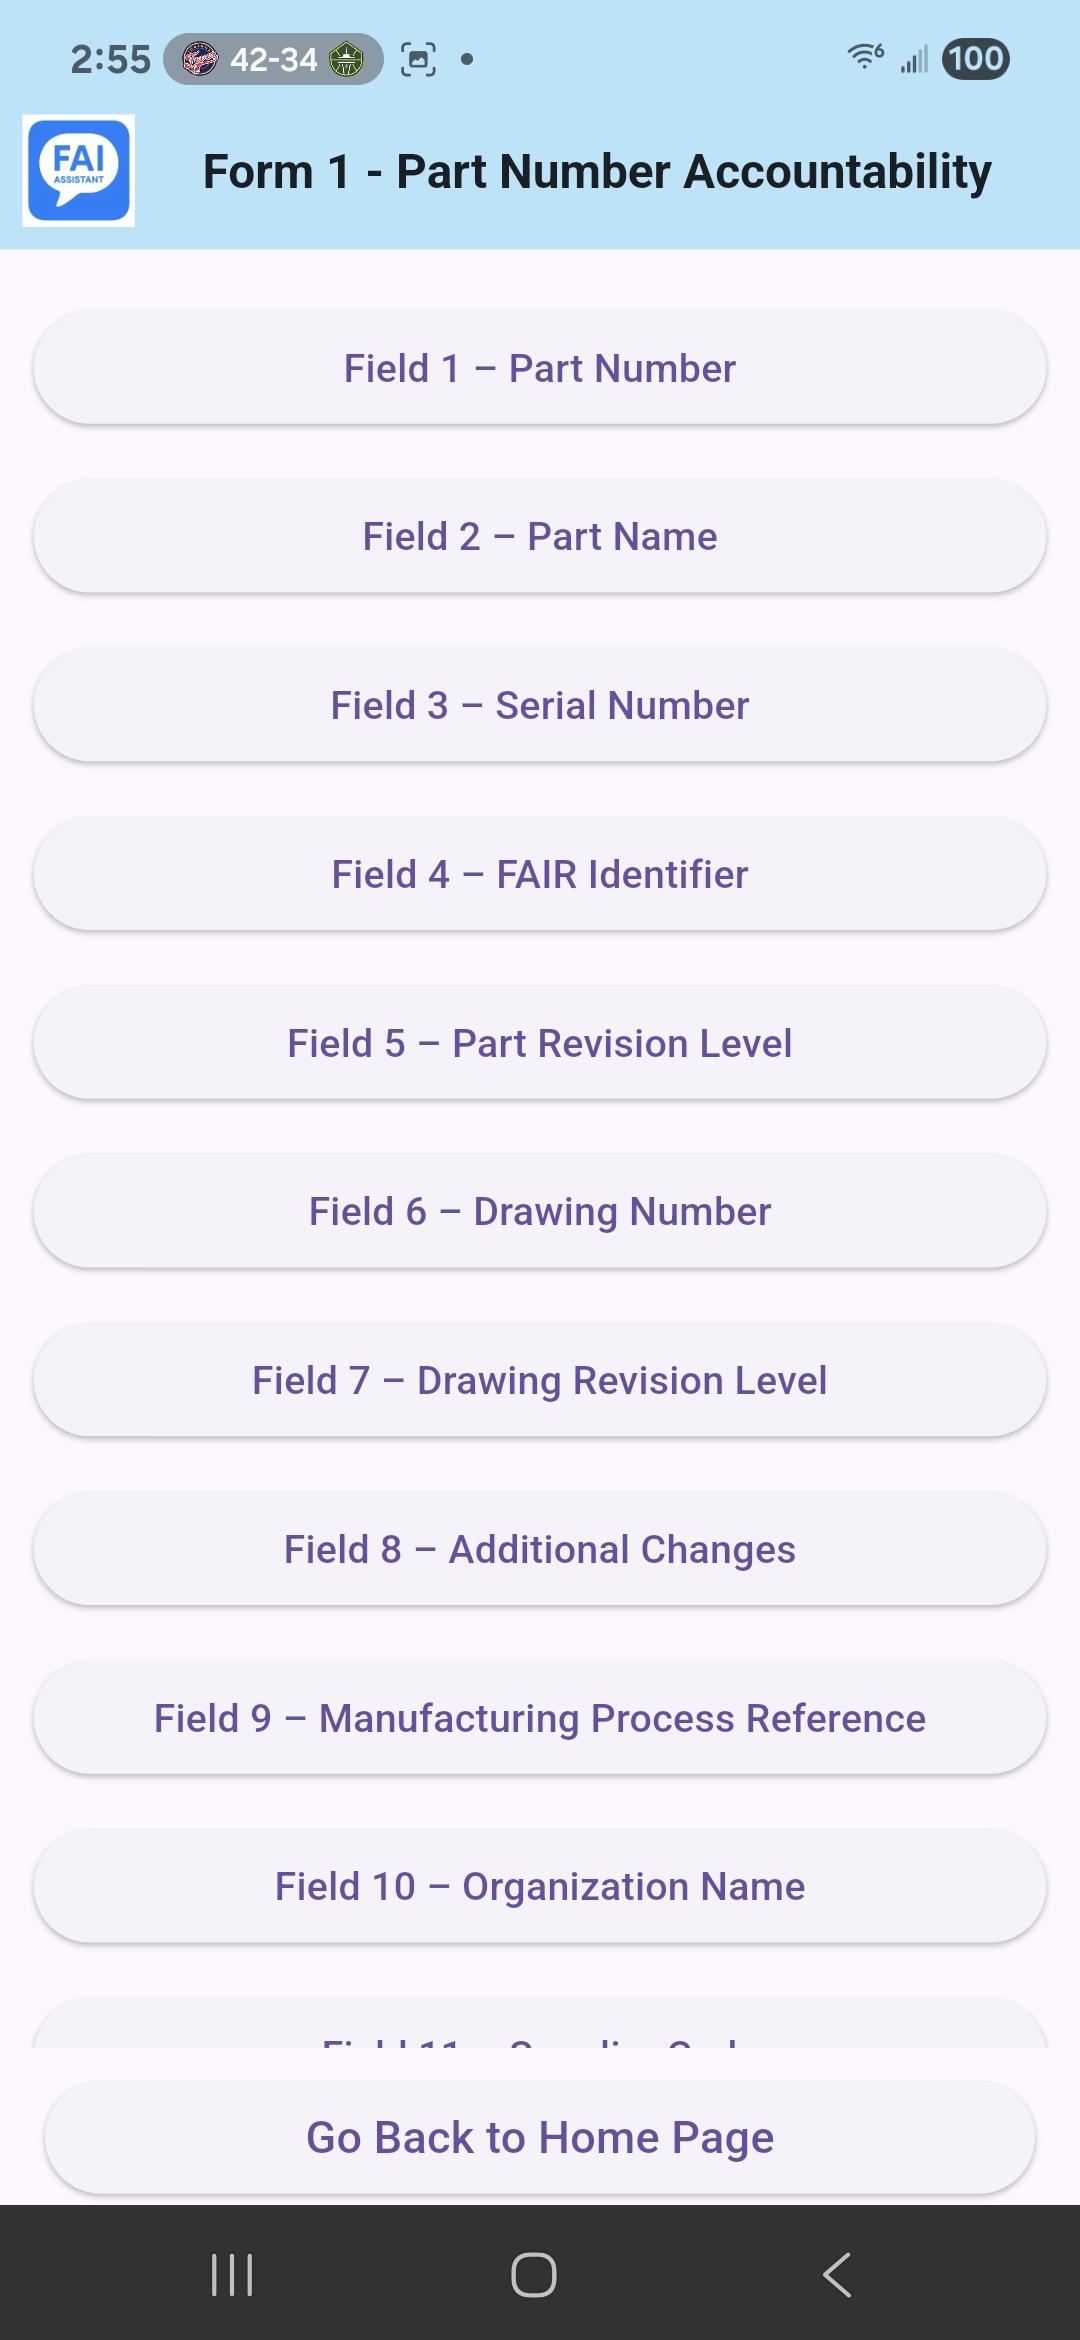 2:55 42-34 6 100
FAI
ASSISTANT
Form 1 - Part Number Accountability
Field 1 – Part Number
Field 2 – Part Name
Field 3 – Serial Number
Field 4 – FAIR Identifier
Field 5 – Part Revision Level
Field 6 – Drawing Number
Field 7 – Drawing Revision Level
Field 8 – Additional Changes
Field 9 – Manufacturing Process Reference
Field 10 – Organization Name
Field 11 –
Go Back to Home Page